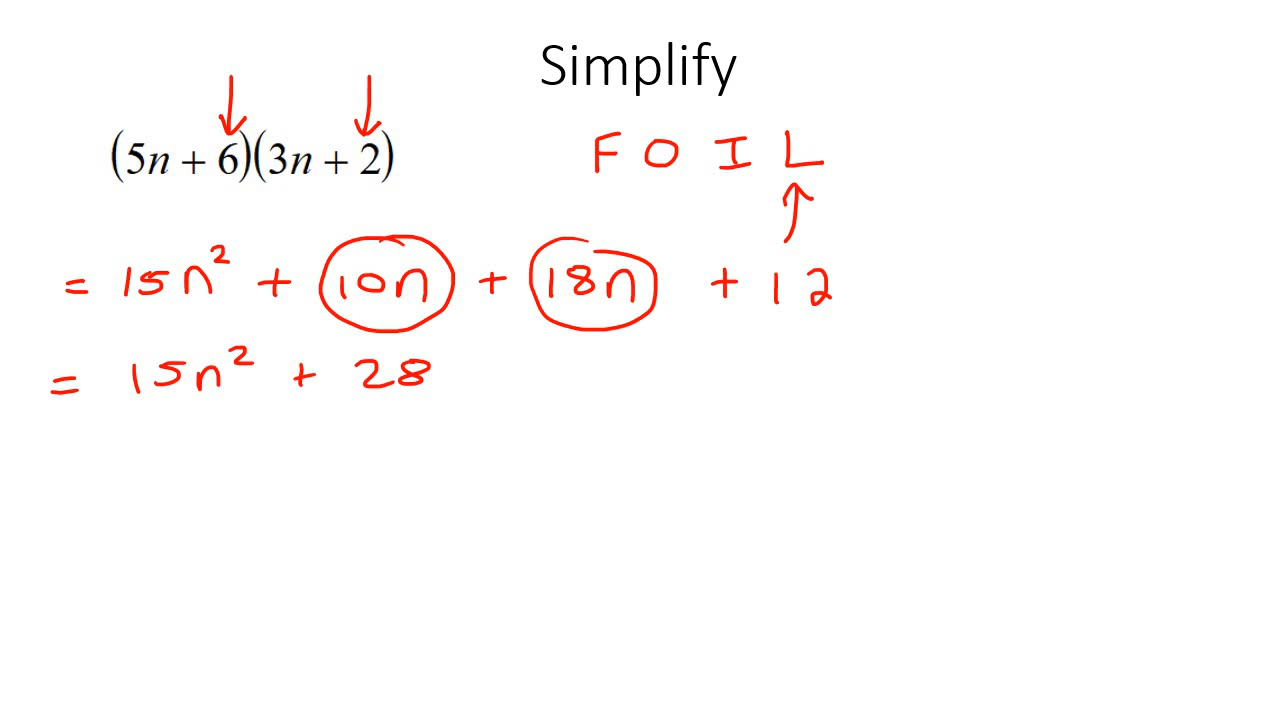 Simplify
(5n + 6)(3n + 2)
F O I L
= 15n² + 10n + 18n + 12
= 15n² + 28